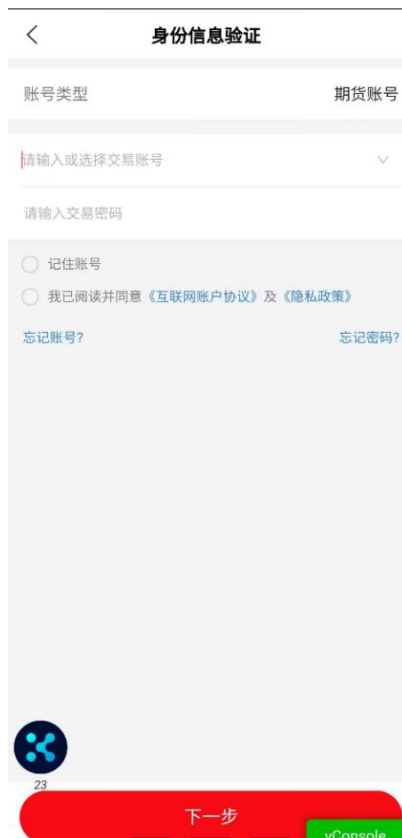 身份信息验证
账号类型 期货账号
请输入或选择交易账号
请输入交易密码
记住账号
我已阅读并同意《互联网账户协议》及《隐私政策》
忘记账号? 忘记密码?
23
下一步
vConsole